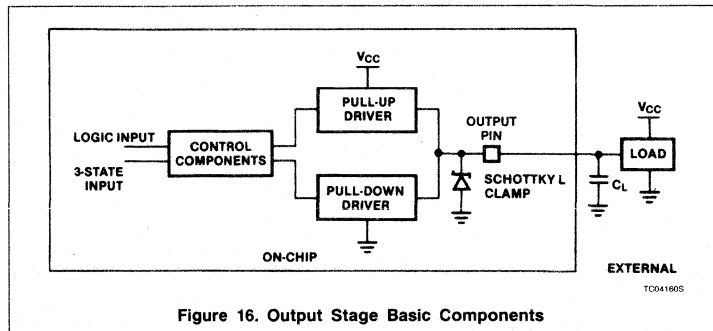 VCC
PULL-UP
DRIVER
OUTPUT
PIN
VCC
LOGIC INPUT
CONTROL
COMPONENTS
LOAD
3-STATE
INPUT
SCHOTTKY L
CLAMP
CL
PULL-DOWN
DRIVER
ON-CHIP
EXTERNAL
TC04160S
Figure 16. Output Stage Basic Components